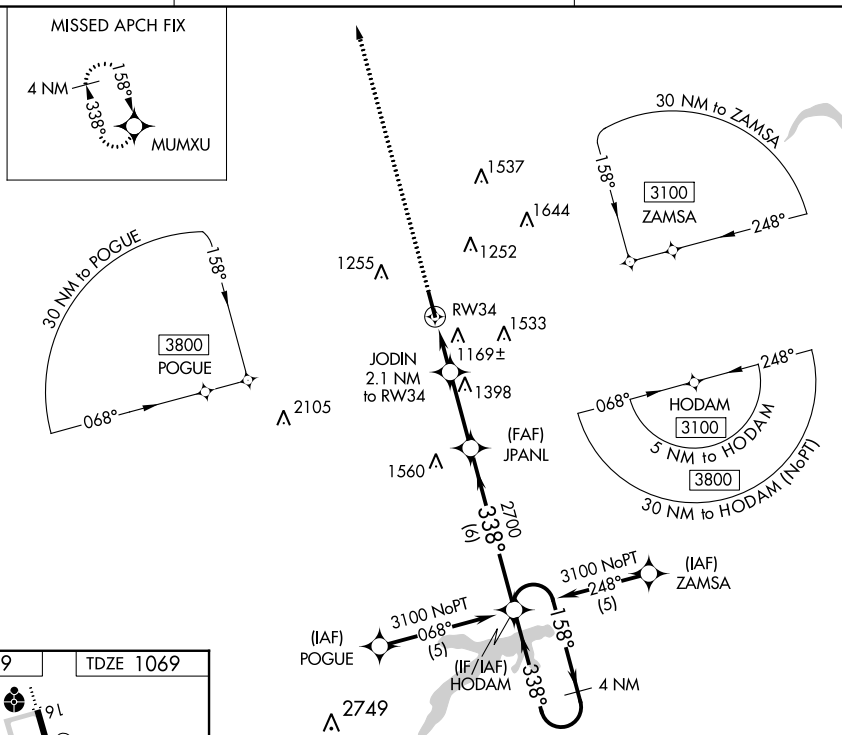 MISSED APCH FIX
4 NM
158°
338°
MUMXU
30 NM to ZAMSA
158°
3100
ZAMSA
248°
1537
1644
1252
1255
30 NM to POGUE
158°
3800
POGUE
068°
RW34
1533
1169±
JODIN
2.1 NM
to RW34
1398
2105
(FAF)
JPANL
1560
068°
248°
HODAM
3100
5 NM to HODAM
3800
30 NM to HODAM (NoPT)
2700
338°
(6)
3100 NoPT
248°
(5)
(IAF)
ZAMSA
3100 NoPT
068°
(5)
(IAF)
POGUE
(IF/IAF)
HODAM
158°
338°
4 NM
2749
9
TDZE 1069
16